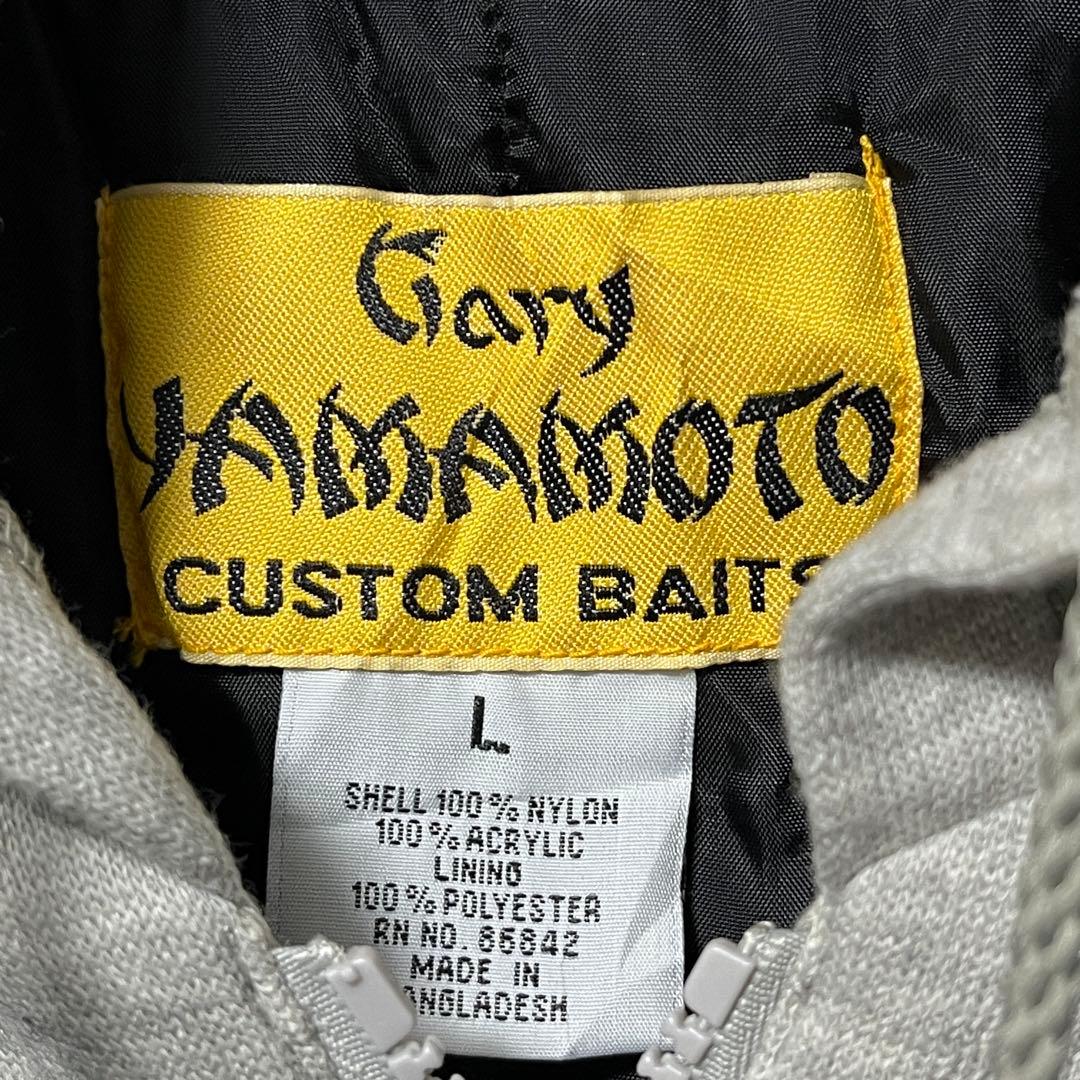 Gary
YAMAMOTO
CUSTOM BAITS
L
SHELL 100% NYLON
100% ACRYLIC
LINING
100% POLYESTER
RN NO. 86842
MADE IN
BANGLADESH